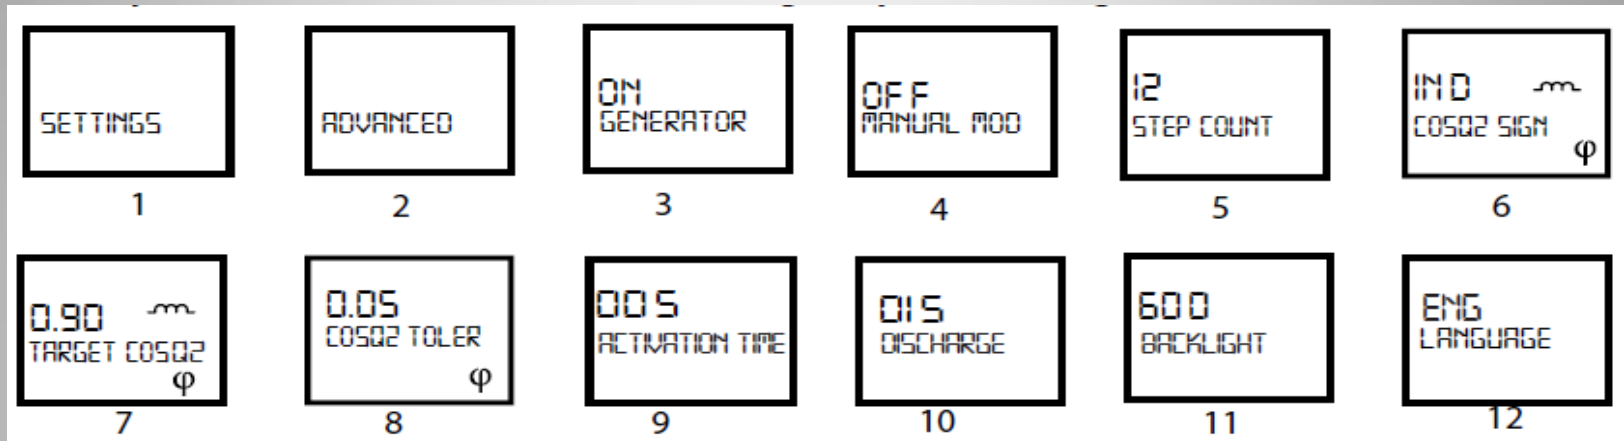 SETTINGS
ADVANCED
ON
GENERATOR
OFF
MANUAL MOD
12
STEP COUNT
IND
COSQ2 SIGN
φ
1 2 3 4 5 6
0.90
TARGET COSQ2
φ
0.05
COSQ2 TOLER
φ
005
ACTIVATION TIME
015
DISCHARGE
600
BACKLIGHT
ENG
LANGUAGE
7 8 9 10 11 12